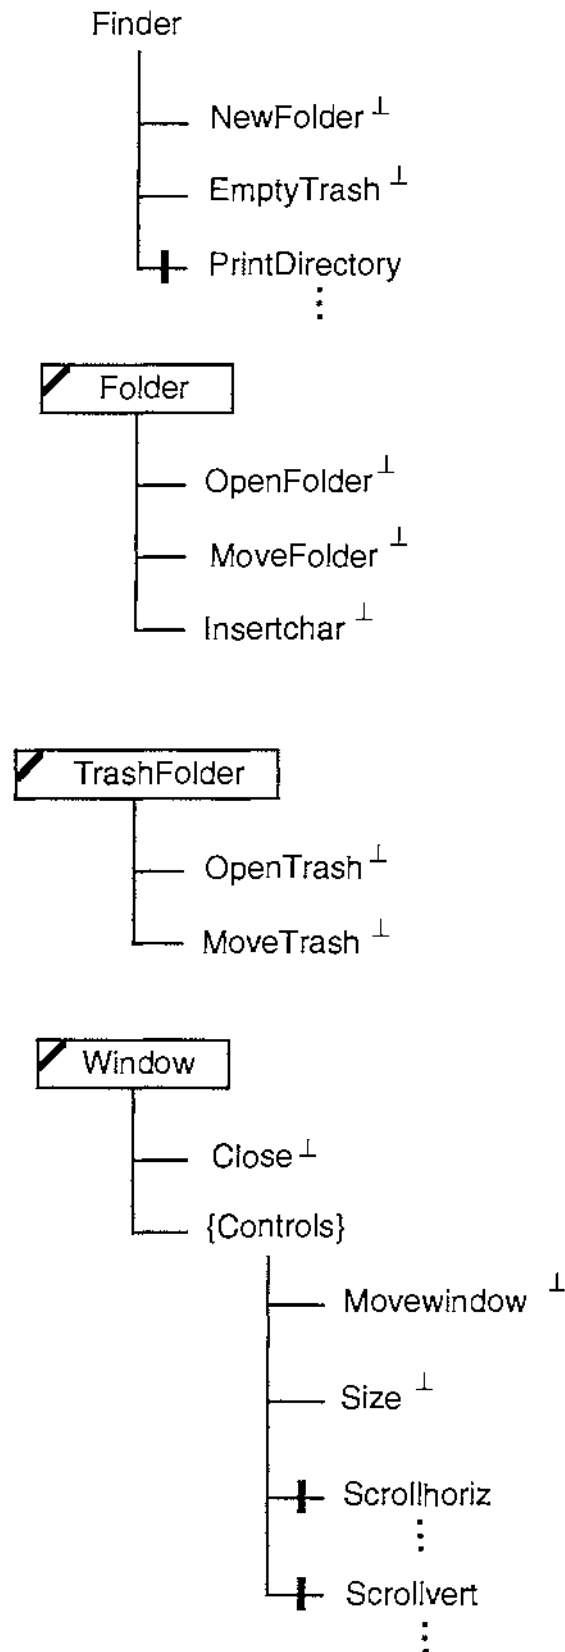 Finder
NewFolder ⊥
EmptyTrash ⊥
PrintDirectory
⋮
Folder
OpenFolder ⊥
MoveFolder ⊥
Insertchar ⊥
TrashFolder
OpenTrash ⊥
MoveTrash ⊥
Window
Close ⊥
{Controls}
Movewindow ⊥
Size ⊥
Scrollhoriz
⋮
Scrollvert
⋮